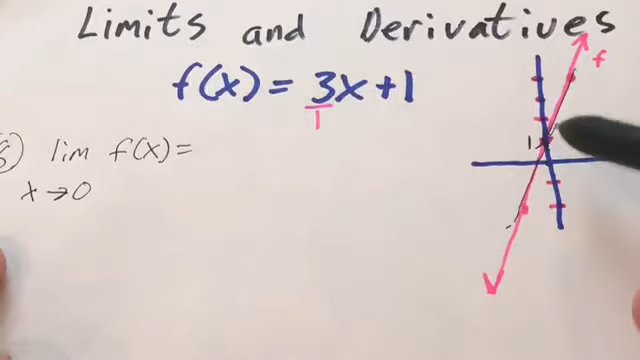 Limits and Derivatives
f(x) = 3x+1
1
f
1
lim f(x) =
x→0